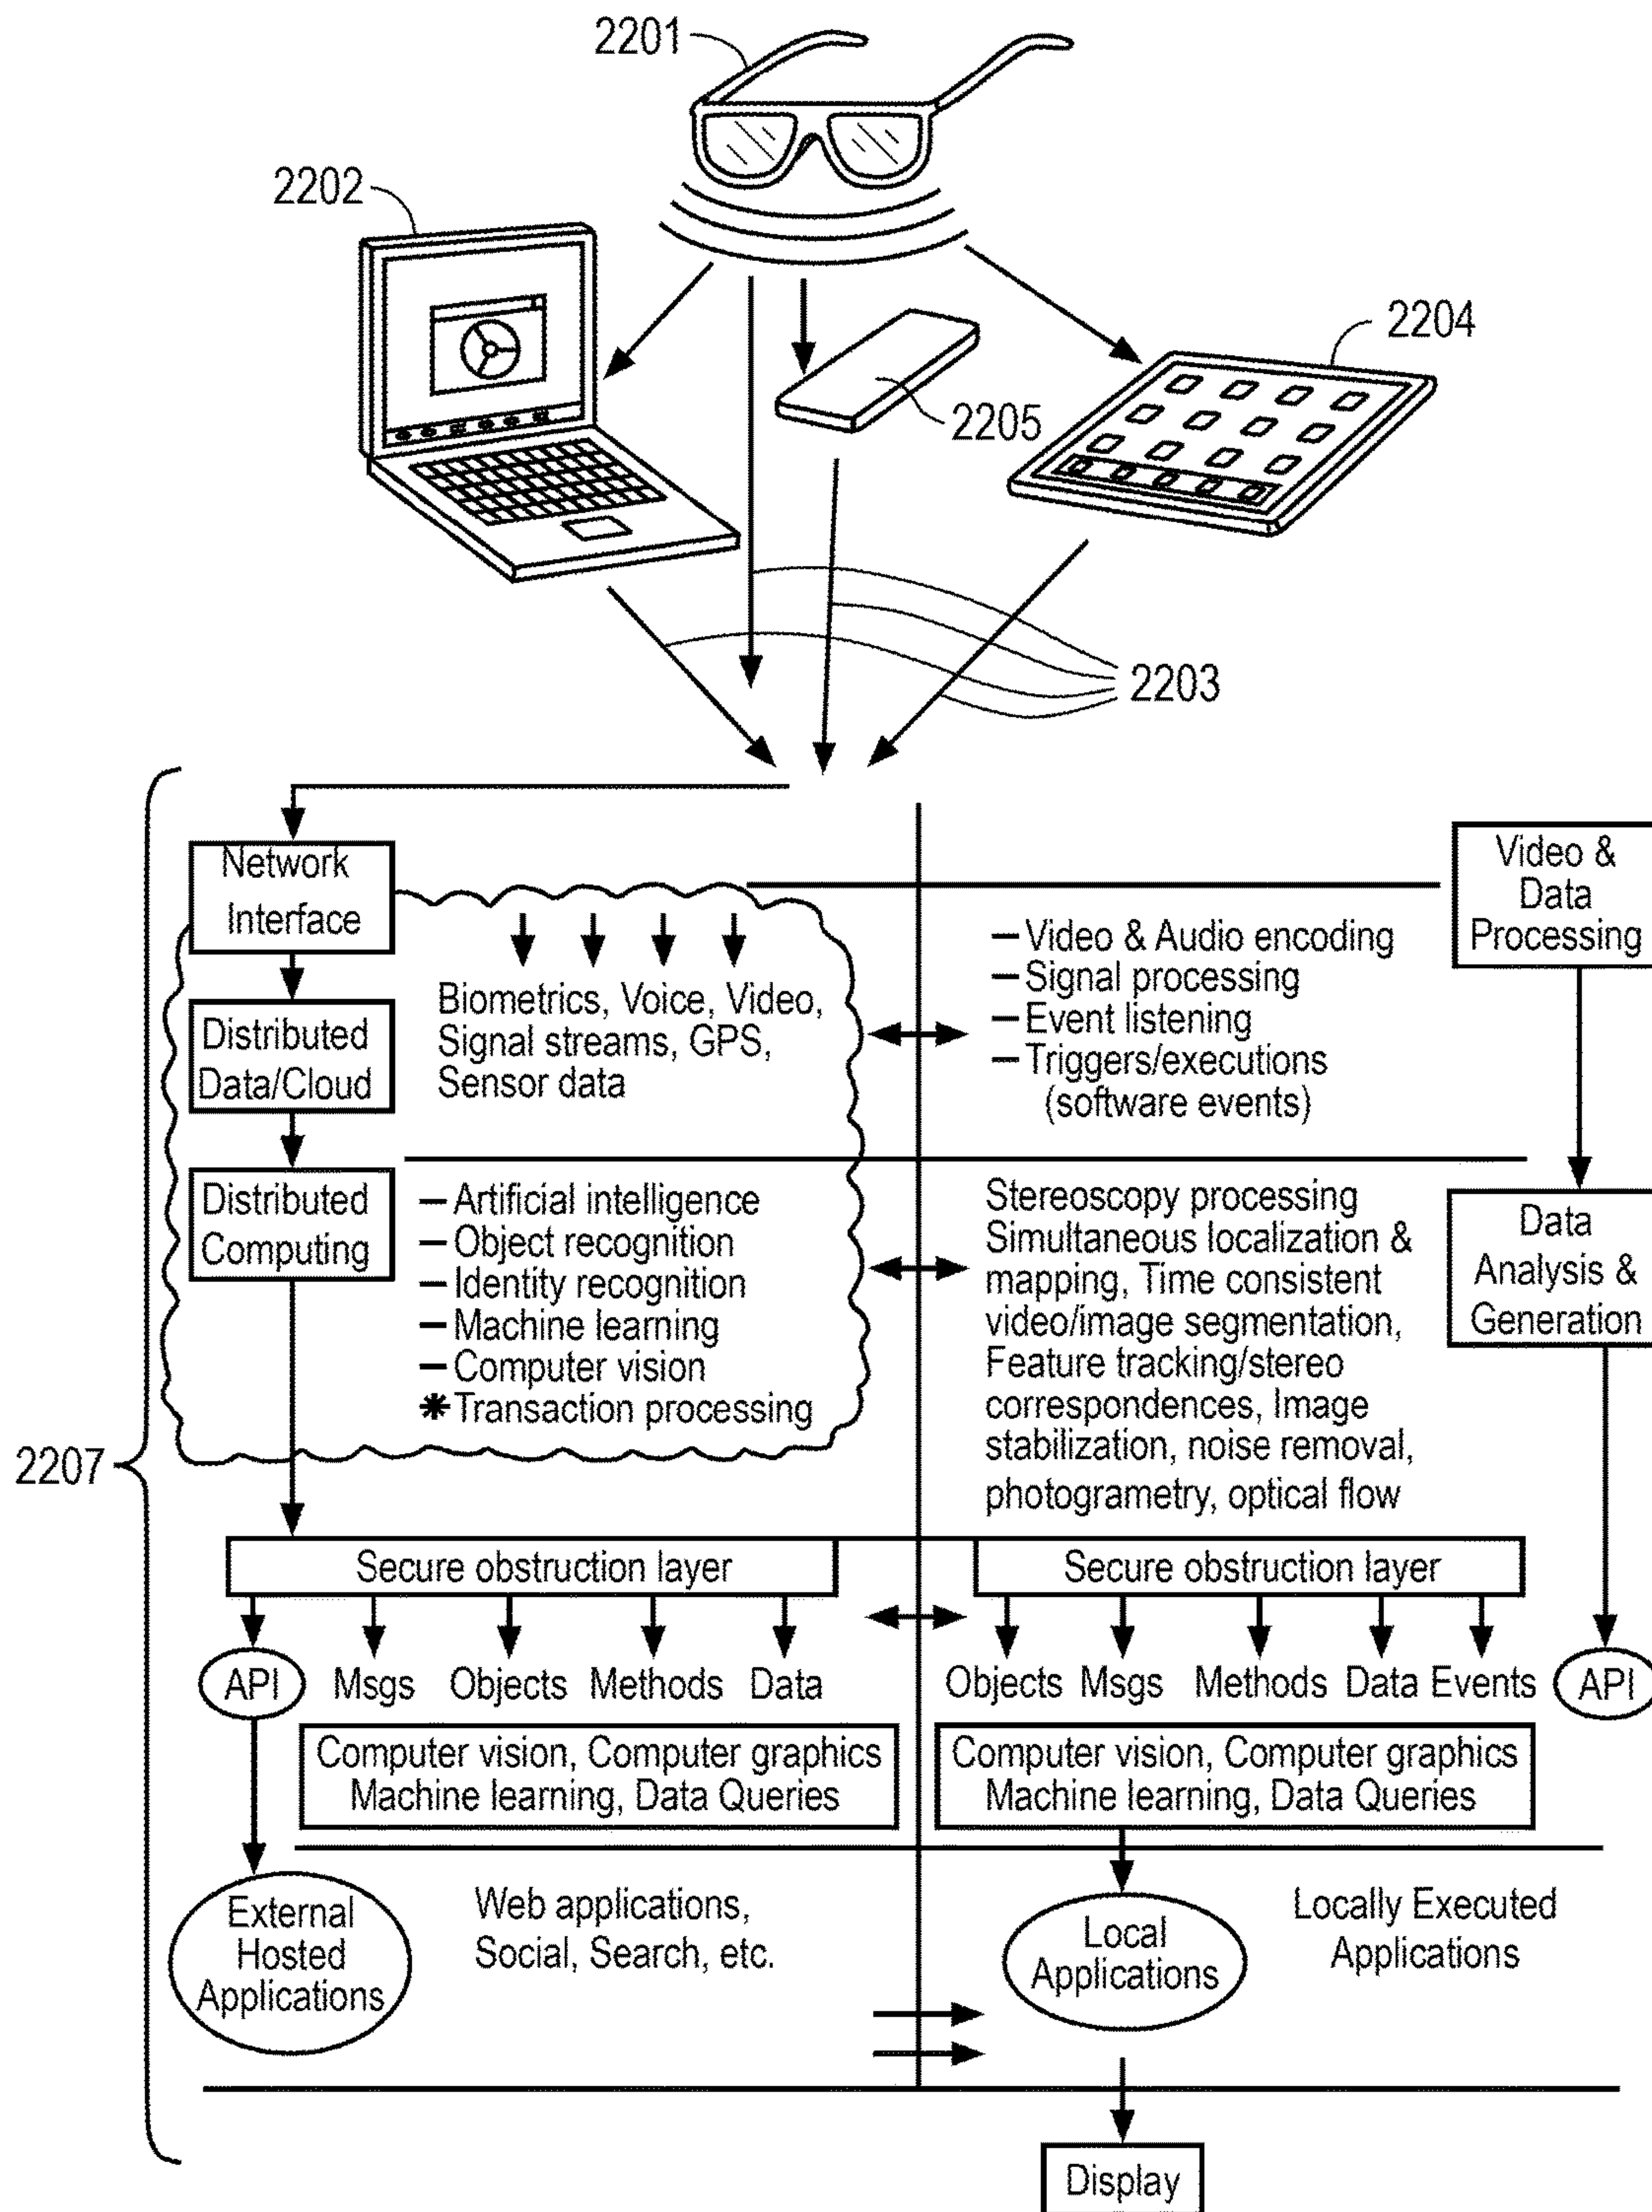 2201
2202
2204
2205
2203
Network
Interface
Video &
Data
Processing
– Video & Audio encoding
– Signal processing
– Event listening
– Triggers/executions
(software events)
Biometrics, Voice, Video,
Signal streams, GPS,
Sensor data
Distributed
Data/Cloud
Distributed
Computing
– Artificial intelligence
– Object recognition
– Identity recognition
– Machine learning
– Computer vision
* Transaction processing
Stereoscopy processing
Simultaneous localization &
mapping, Time consistent
video/image segmentation,
Feature tracking/stereo
correspondences, Image
stabilization, noise removal,
photogrametry, optical flow
Data
Analysis &
Generation
2207
Secure obstruction layer
Secure obstruction layer
API
Msgs
Objects
Methods
Data
Objects
Msgs
Methods
Data
Events
API
Computer vision, Computer graphics
Machine learning, Data Queries
Computer vision, Computer graphics
Machine learning, Data Queries
External
Hosted
Applications
Web applications,
Social, Search, etc.
Local
Applications
Locally Executed
Applications
Display